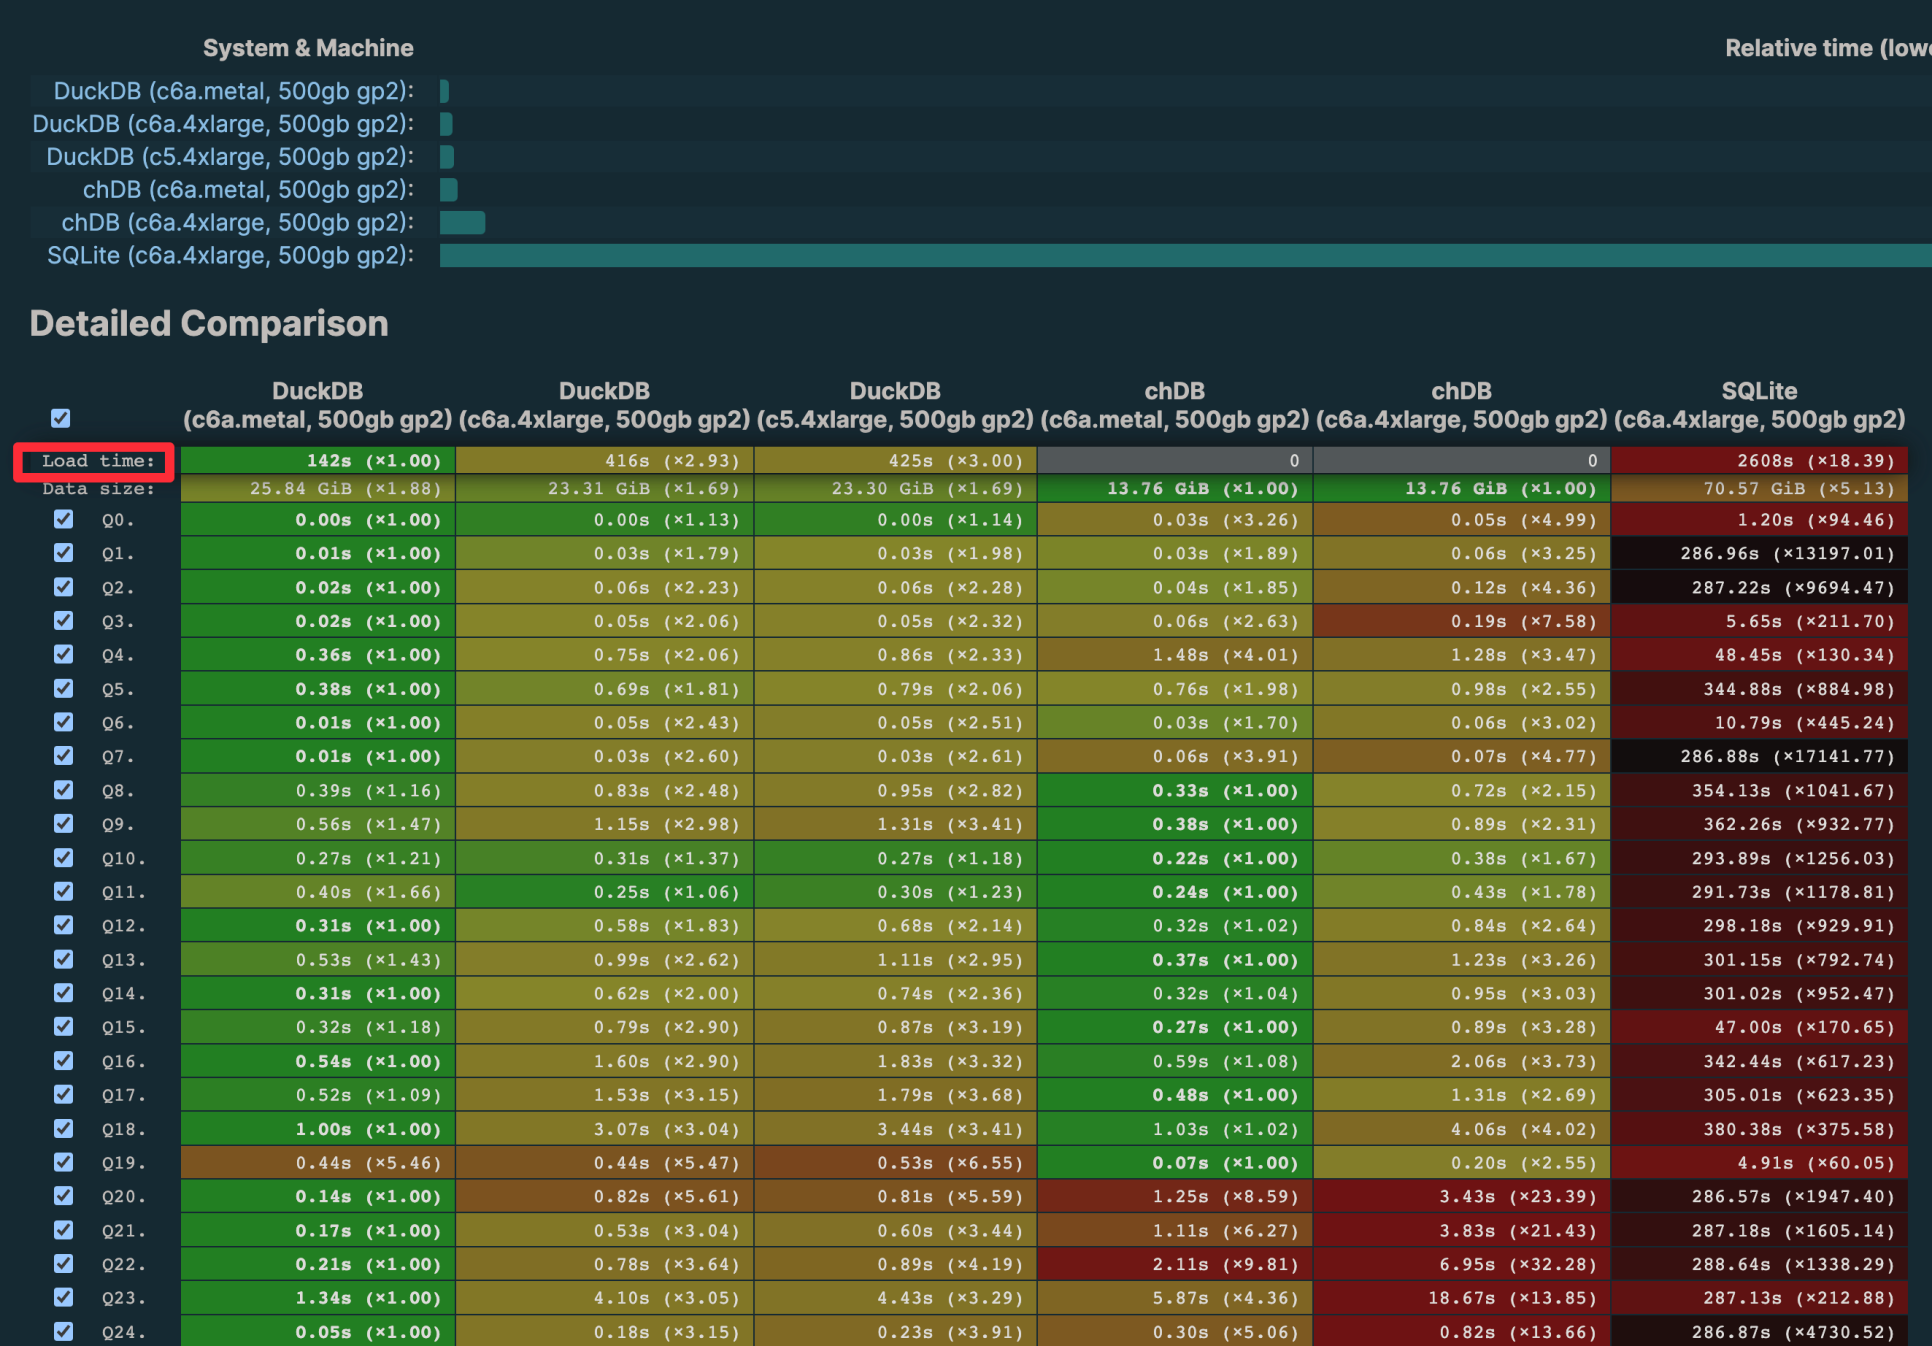 System & Machine Relative time (lowe
DuckDB (c6a.metal, 500gb gp2):
DuckDB (c6a.4xlarge, 500gb gp2):
DuckDB (c5.4xlarge, 500gb gp2):
chDB (c6a.metal, 500gb gp2):
chDB (c6a.4xlarge, 500gb gp2):
SQLite (c6a.4xlarge, 500gb gp2):
Detailed Comparison
DuckDB DuckDB DuckDB chDB chDB SQLite
(c6a.metal, 500gb gp2) (c6a.4xlarge, 500gb gp2) (c5.4xlarge, 500gb gp2) (c6a.metal, 500gb gp2) (c6a.4xlarge, 500gb gp2) (c6a.4xlarge, 500gb gp2)
Load time: 142s (×1.00) 416s (×2.93) 425s (×3.00) 0 0 2608s (×18.39)
Data size: 25.84 GiB (×1.88) 23.31 GiB (×1.69) 23.30 GiB (×1.69) 13.76 GiB (×1.00) 13.76 GiB (×1.00) 70.57 GiB (×5.13)
Q0. 0.00s (×1.00) 0.00s (×1.13) 0.00s (×1.14) 0.03s (×3.26) 0.05s (×4.99) 1.20s (×94.46)
Q1. 0.01s (×1.00) 0.03s (×1.79) 0.03s (×1.98) 0.03s (×1.89) 0.06s (×3.25) 286.96s (×13197.01)
Q2. 0.02s (×1.00) 0.06s (×2.23) 0.06s (×2.28) 0.04s (×1.85) 0.12s (×4.36) 287.22s (×9694.47)
Q3. 0.02s (×1.00) 0.05s (×2.06) 0.05s (×2.32) 0.06s (×2.63) 0.19s (×7.58) 5.65s (×211.70)
Q4. 0.36s (×1.00) 0.75s (×2.06) 0.86s (×2.33) 1.48s (×4.01) 1.28s (×3.47) 48.45s (×130.34)
Q5. 0.38s (×1.00) 0.69s (×1.81) 0.79s (×2.06) 0.76s (×1.98) 0.98s (×2.55) 344.88s (×884.98)
Q6. 0.01s (×1.00) 0.05s (×2.43) 0.05s (×2.51) 0.03s (×1.70) 0.06s (×3.02) 10.79s (×445.24)
Q7. 0.01s (×1.00) 0.03s (×2.60) 0.03s (×2.61) 0.06s (×3.91) 0.07s (×4.77) 286.88s (×17141.77)
Q8. 0.39s (×1.16) 0.83s (×2.48) 0.95s (×2.82) 0.33s (×1.00) 0.72s (×2.15) 354.13s (×1041.67)
Q9. 0.56s (×1.47) 1.15s (×2.98) 1.31s (×3.41) 0.38s (×1.00) 0.89s (×2.31) 362.26s (×932.77)
Q10. 0.27s (×1.21) 0.31s (×1.37) 0.27s (×1.18) 0.22s (×1.00) 0.38s (×1.67) 293.89s (×1256.03)
Q11. 0.40s (×1.66) 0.25s (×1.06) 0.30s (×1.23) 0.24s (×1.00) 0.43s (×1.78) 291.73s (×1178.81)
Q12. 0.31s (×1.00) 0.58s (×1.83) 0.68s (×2.14) 0.32s (×1.02) 0.84s (×2.64) 298.18s (×929.91)
Q13. 0.53s (×1.43) 0.99s (×2.62) 1.11s (×2.95) 0.37s (×1.00) 1.23s (×3.26) 301.15s (×792.74)
Q14. 0.31s (×1.00) 0.62s (×2.00) 0.74s (×2.36) 0.32s (×1.04) 0.95s (×3.03) 301.02s (×952.47)
Q15. 0.32s (×1.18) 0.79s (×2.90) 0.87s (×3.19) 0.27s (×1.00) 0.89s (×3.28) 47.00s (×170.65)
Q16. 0.54s (×1.00) 1.60s (×2.90) 1.83s (×3.32) 0.59s (×1.08) 2.06s (×3.73) 342.44s (×617.23)
Q17. 0.52s (×1.09) 1.53s (×3.15) 1.79s (×3.68) 0.48s (×1.00) 1.31s (×2.69) 305.01s (×623.35)
Q18. 1.00s (×1.00) 3.07s (×3.04) 3.44s (×3.41) 1.03s (×1.02) 4.06s (×4.02) 380.38s (×375.58)
Q19. 0.44s (×5.46) 0.44s (×5.47) 0.53s (×6.55) 0.07s (×1.00) 0.20s (×2.55) 4.91s (×60.05)
Q20. 0.14s (×1.00) 0.82s (×5.61) 0.81s (×5.59) 1.25s (×8.59) 3.43s (×23.39) 286.57s (×1947.40)
Q21. 0.17s (×1.00) 0.53s (×3.04) 0.60s (×3.44) 1.11s (×6.27) 3.83s (×21.43) 287.18s (×1605.14)
Q22. 0.21s (×1.00) 0.78s (×3.64) 0.89s (×4.19) 2.11s (×9.81) 6.95s (×32.28) 288.64s (×1338.29)
Q23. 1.34s (×1.00) 4.10s (×3.05) 4.43s (×3.29) 5.87s (×4.36) 18.67s (×13.85) 287.13s (×212.88)
Q24. 0.05s (×1.00) 0.18s (×3.15) 0.23s (×3.91) 0.30s (×5.06) 0.82s (×13.66) 286.87s (×4730.52)